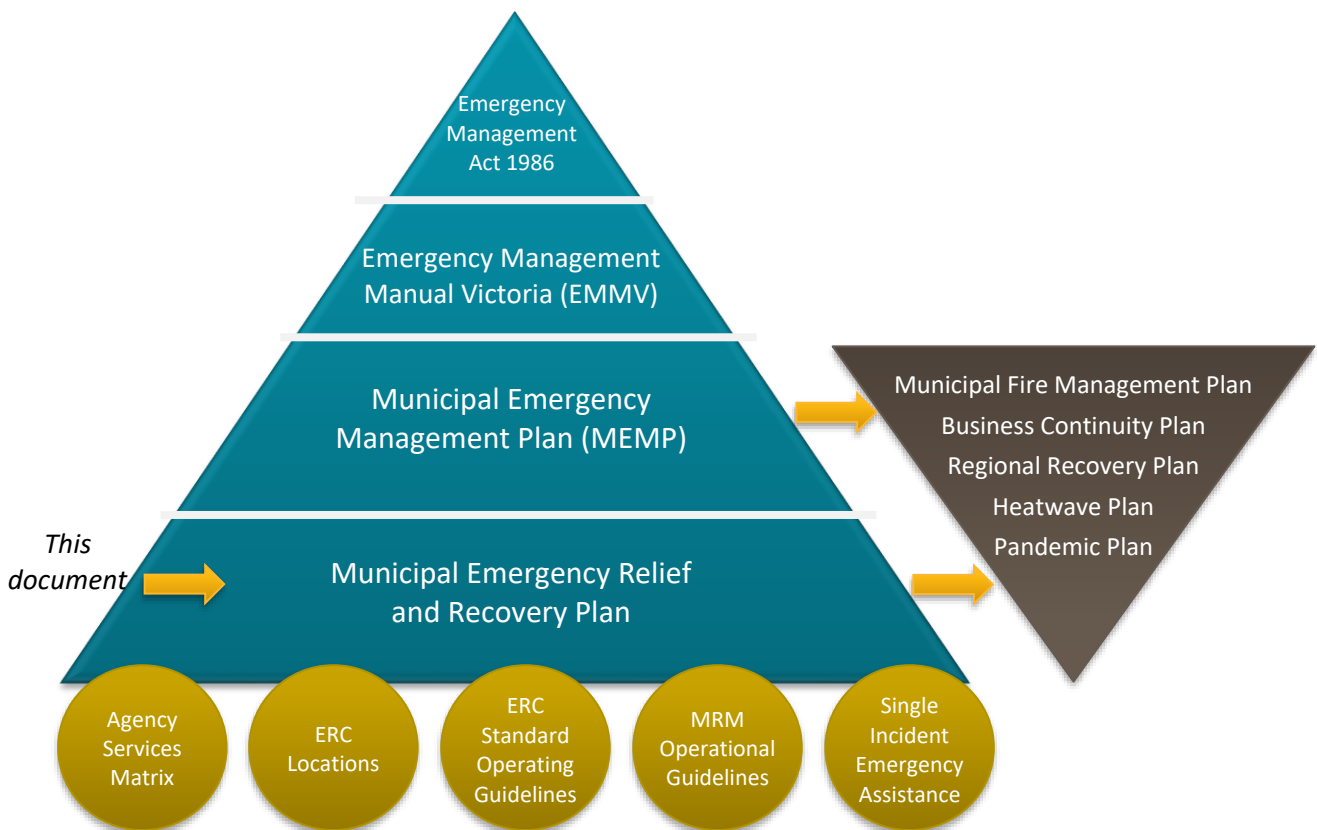 Emergency
Management
Act 1986
Emergency Management
Manual Victoria (EMMV)
Municipal Emergency
Management Plan (MEMP)
Municipal Fire Management Plan
Business Continuity Plan
Regional Recovery Plan
Heatwave Plan
Pandemic Plan
This
document
Municipal Emergency Relief
and Recovery Plan
Agency
Services
Matrix
ERC
Locations
ERC
Standard
Operating
Guidelines
MRM
Operational
Guidelines
Single
Incident
Emergency
Assistance